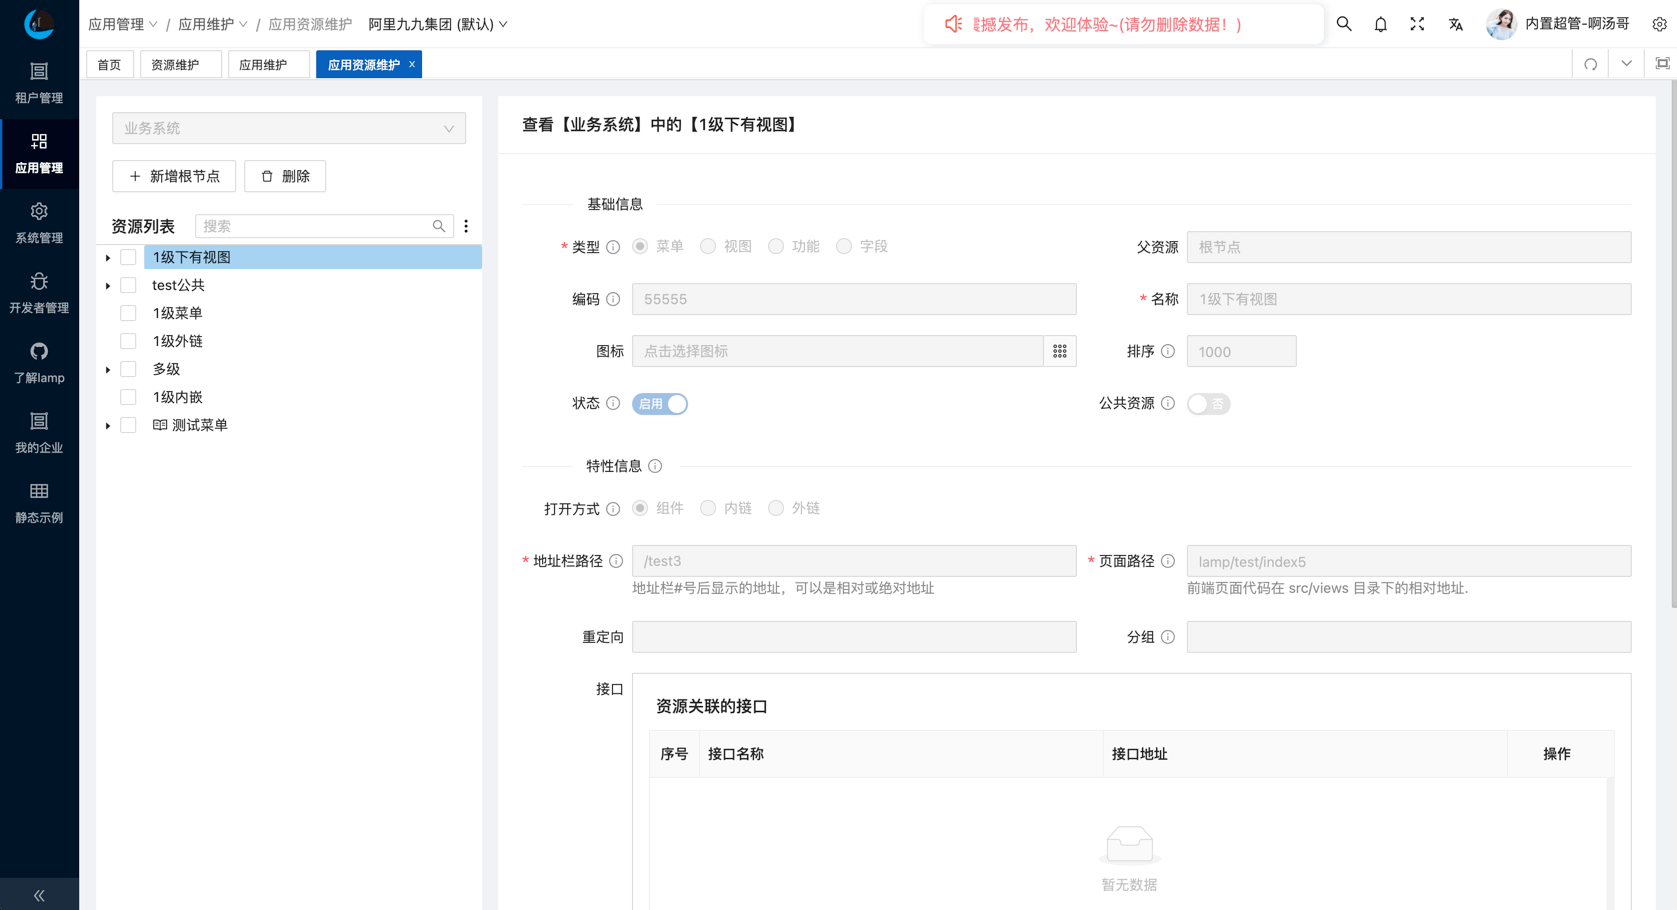 应用管理 / 应用维护 / 应用资源维护 阿里九九集团 (默认)
震撼发布，欢迎体验~(请勿删除数据！)
内置超管-啊汤哥
首页 资源维护 应用维护 应用资源维护 ×
租户管理
应用管理
系统管理
开发者管理
了解lamp
我的企业
静态示例
业务系统
新增根节点 删除
资源列表 搜索
1级下有视图
test公共
1级菜单
1级外链
多级
1级内嵌
测试菜单
查看【业务系统】中的【1级下有视图】
基础信息
* 类型 菜单 视图 功能 字段 父资源 根节点
编码 55555 * 名称 1级下有视图
图标 点击选择图标 排序 1000
状态 启用 公共资源 否
特性信息
打开方式 组件 内链 外链
* 地址栏路径 /test3 * 页面路径 lamp/test/index5
地址栏#号后显示的地址，可以是相对或绝对地址 前端页面代码在 src/views 目录下的相对地址.
重定向 分组
接口
资源关联的接口
序号 接口名称 接口地址 操作
暂无数据